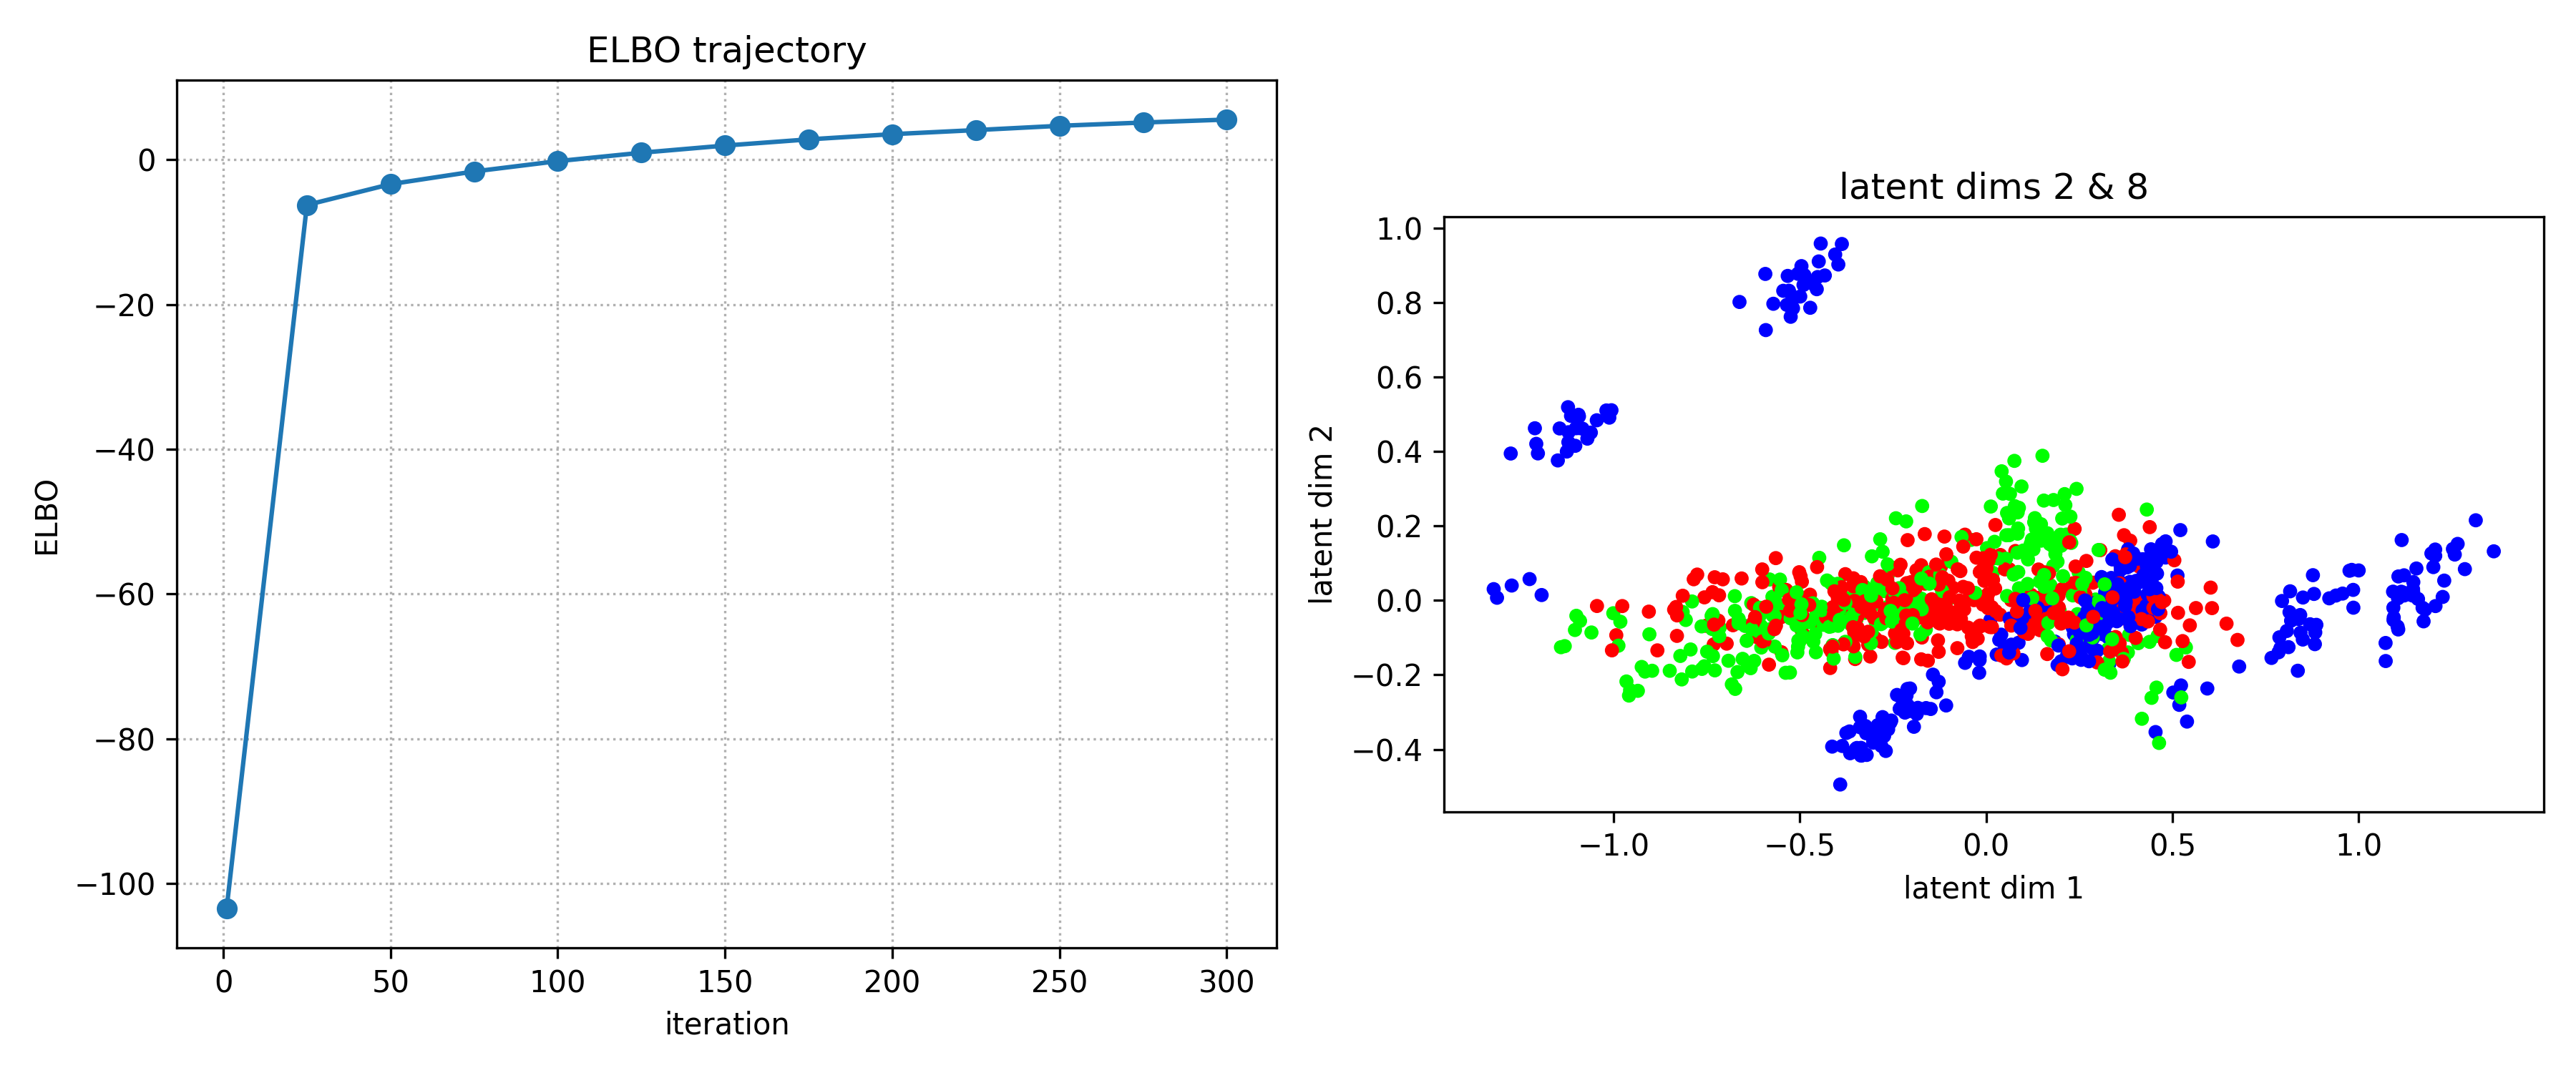 ELBO trajectory
0
−20
−40
−60
−80
−100
ELBO
0 50 100 150 200 250 300
iteration
latent dims 2 & 8
1.0
0.8
0.6
0.4
0.2
0.0
−0.2
−0.4
latent dim 2
−1.0 −0.5 0.0 0.5 1.0
latent dim 1